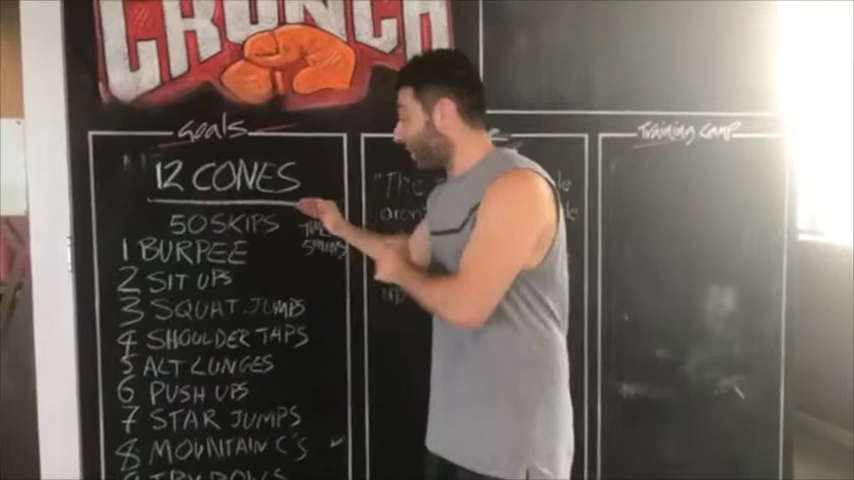 CRUNCH
Goals
Training Camp
12 CONES
50 SKIPS
1 BURPEE
2 SIT UPS
3 SQUAT JUMPS
4 SHOULDER TAPS
5 ALT LUNGES
6 PUSH UPS
7 STAR JUMPS
8 MOUNTAIN C'S
"The